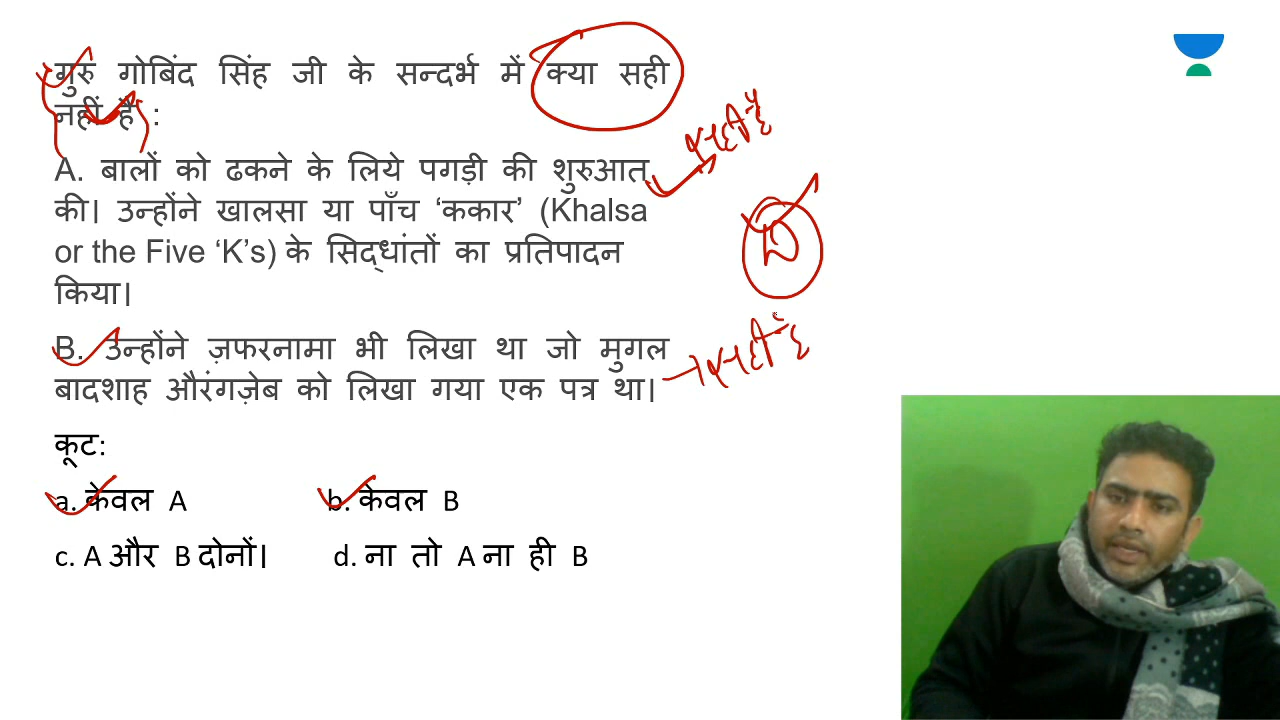 गुरु गोबिंद सिंह जी के सन्दर्भ में क्या सही
नहीं है :
A. बालों को ढकने के लिये पगड़ी की शुरुआत
की। उन्होंने खालसा या पाँच ‘ककार’ (Khalsa
or the Five ‘K’s) के सिद्धांतों का प्रतिपादन
किया।
D
B. उन्होंने ज़फरनामा भी लिखा था जो मुगल
बादशाह औरंगज़ेब को लिखा गया एक पत्र था।
कूट:
a. केवल A b. केवल B
c. A और B दोनों। d. ना तो A ना ही B